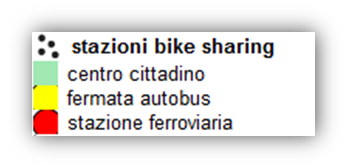 stazioni bike sharing
centro cittadino
fermata autobus
stazione ferroviaria